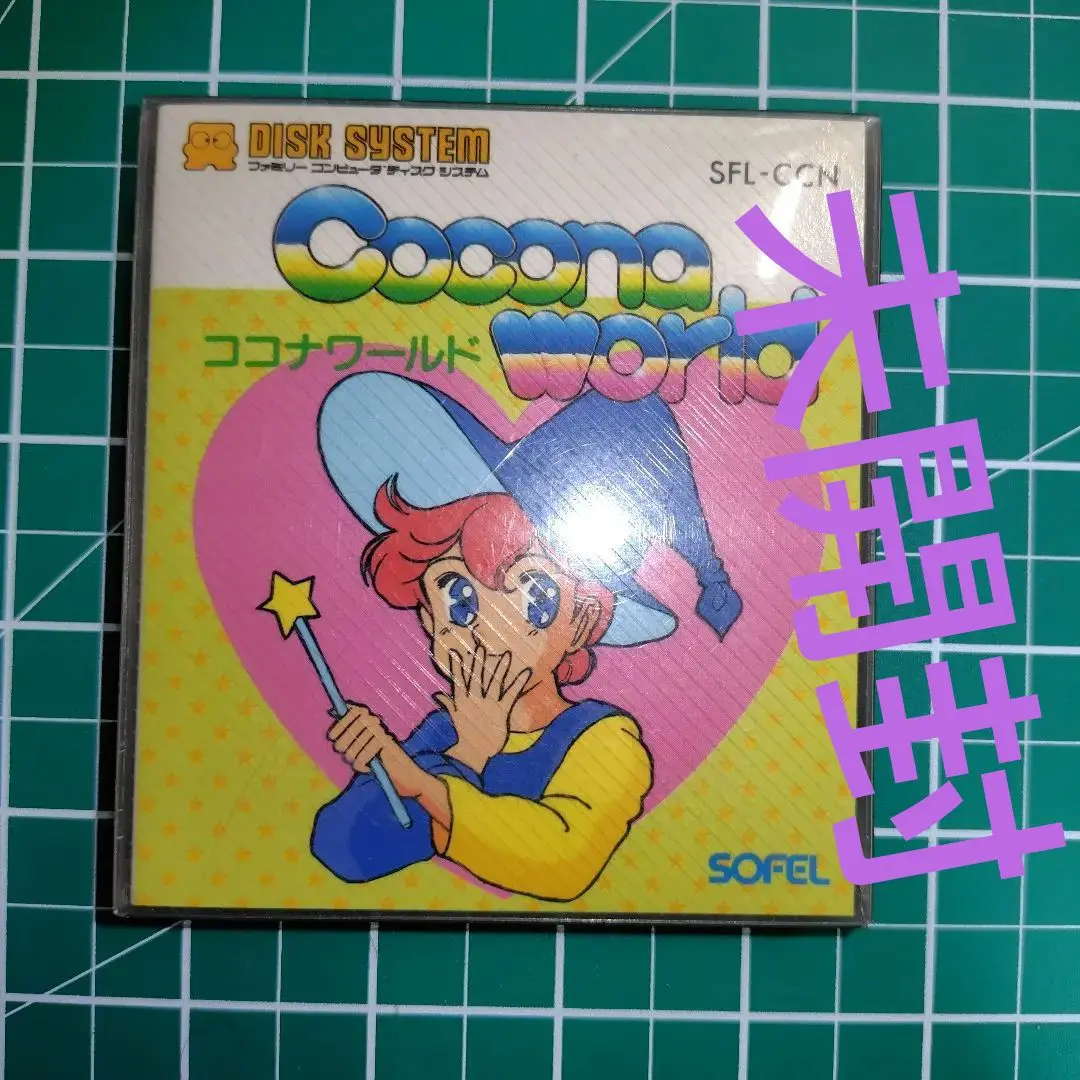 DISK SYSTEM
ファミリー コンピュータ ディスク システム
SFL-CCN
Cocona
world
ココナワールド
未開封
SOFEL